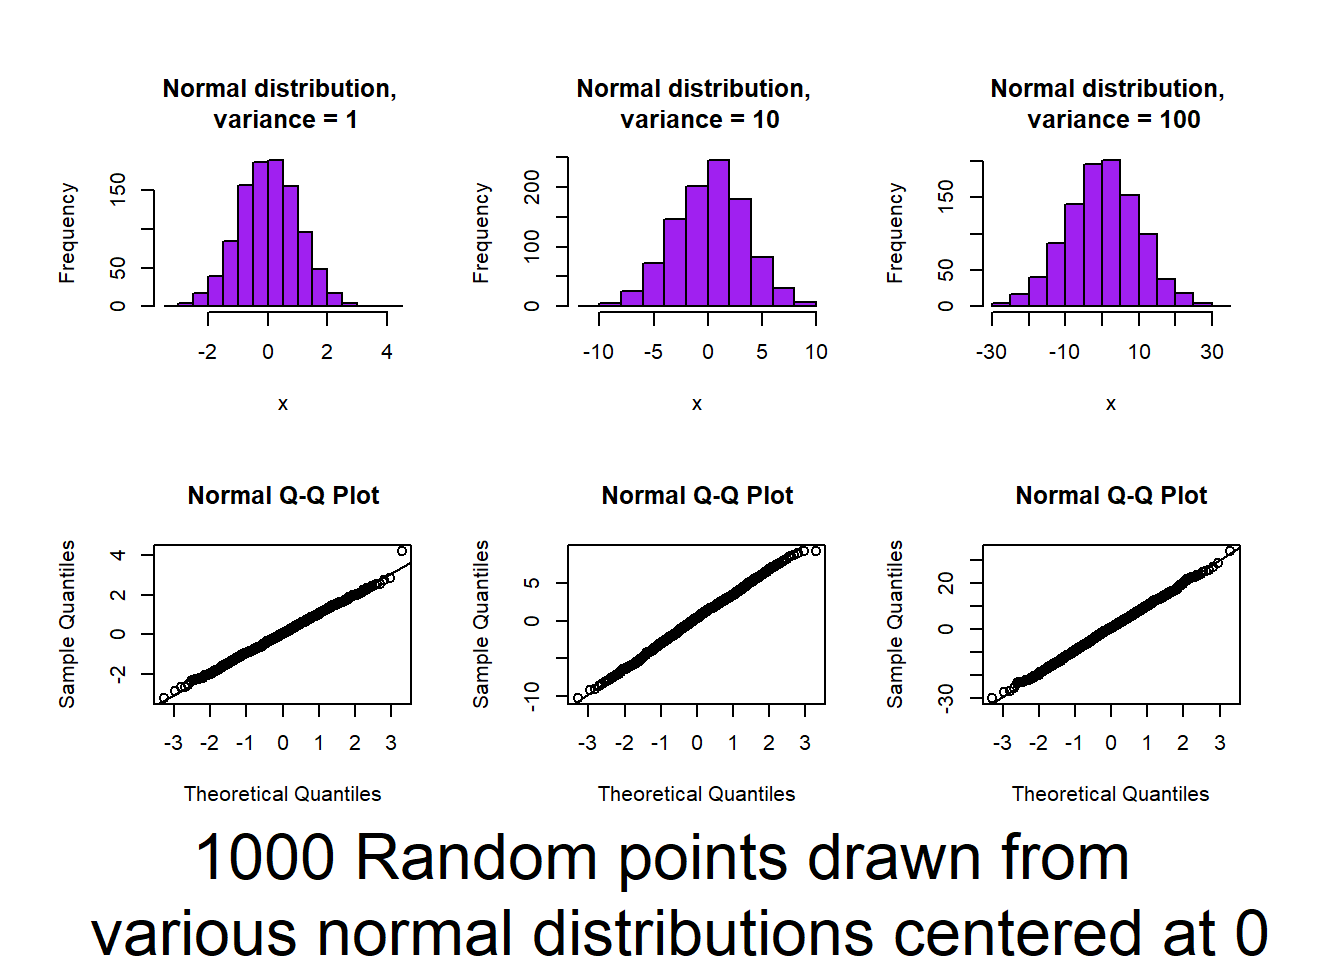 Normal distribution, variance = 1
Frequency
0 50 150
-2 0 2 4
x
Normal distribution, variance = 10
Frequency
0 100 200
-10 -5 0 5 10
x
Normal distribution, variance = 100
Frequency
0 50 150
-30 -10 10 30
x
Normal Q-Q Plot
Sample Quantiles
-2 0 2 4
-3 -2 -1 0 1 2 3
Theoretical Quantiles
Normal Q-Q Plot
Sample Quantiles
-10 0 5
-3 -2 -1 0 1 2 3
Theoretical Quantiles
Normal Q-Q Plot
Sample Quantiles
-30 0 20
-3 -2 -1 0 1 2 3
Theoretical Quantiles
1000 Random points drawn from
various normal distributions centered at 0